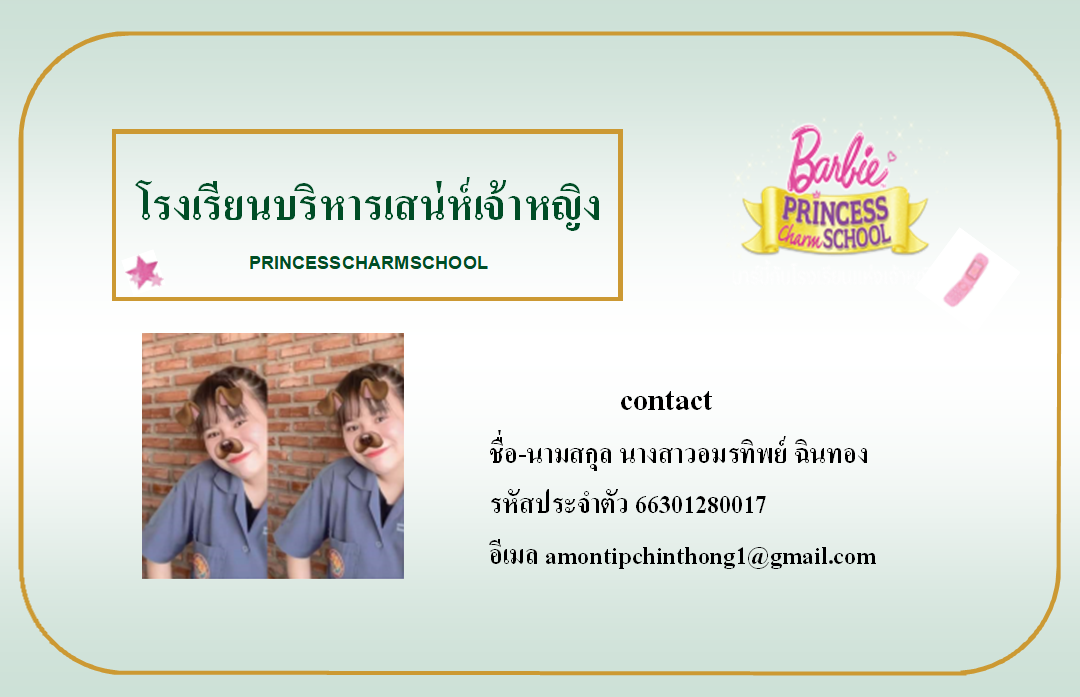 โรงเรียนบริหารเสน่ห์เจ้าหญิง
PRINCESSCHARMSCHOOL
Barbie
PRINCESS
Charm SCHOOL
contact
ชื่อ-นามสกุล นางสาวอมรทิพย์ ฉินทอง
รหัสประจำตัว 66301280017
อีเมล amontipchinthong1@gmail.com